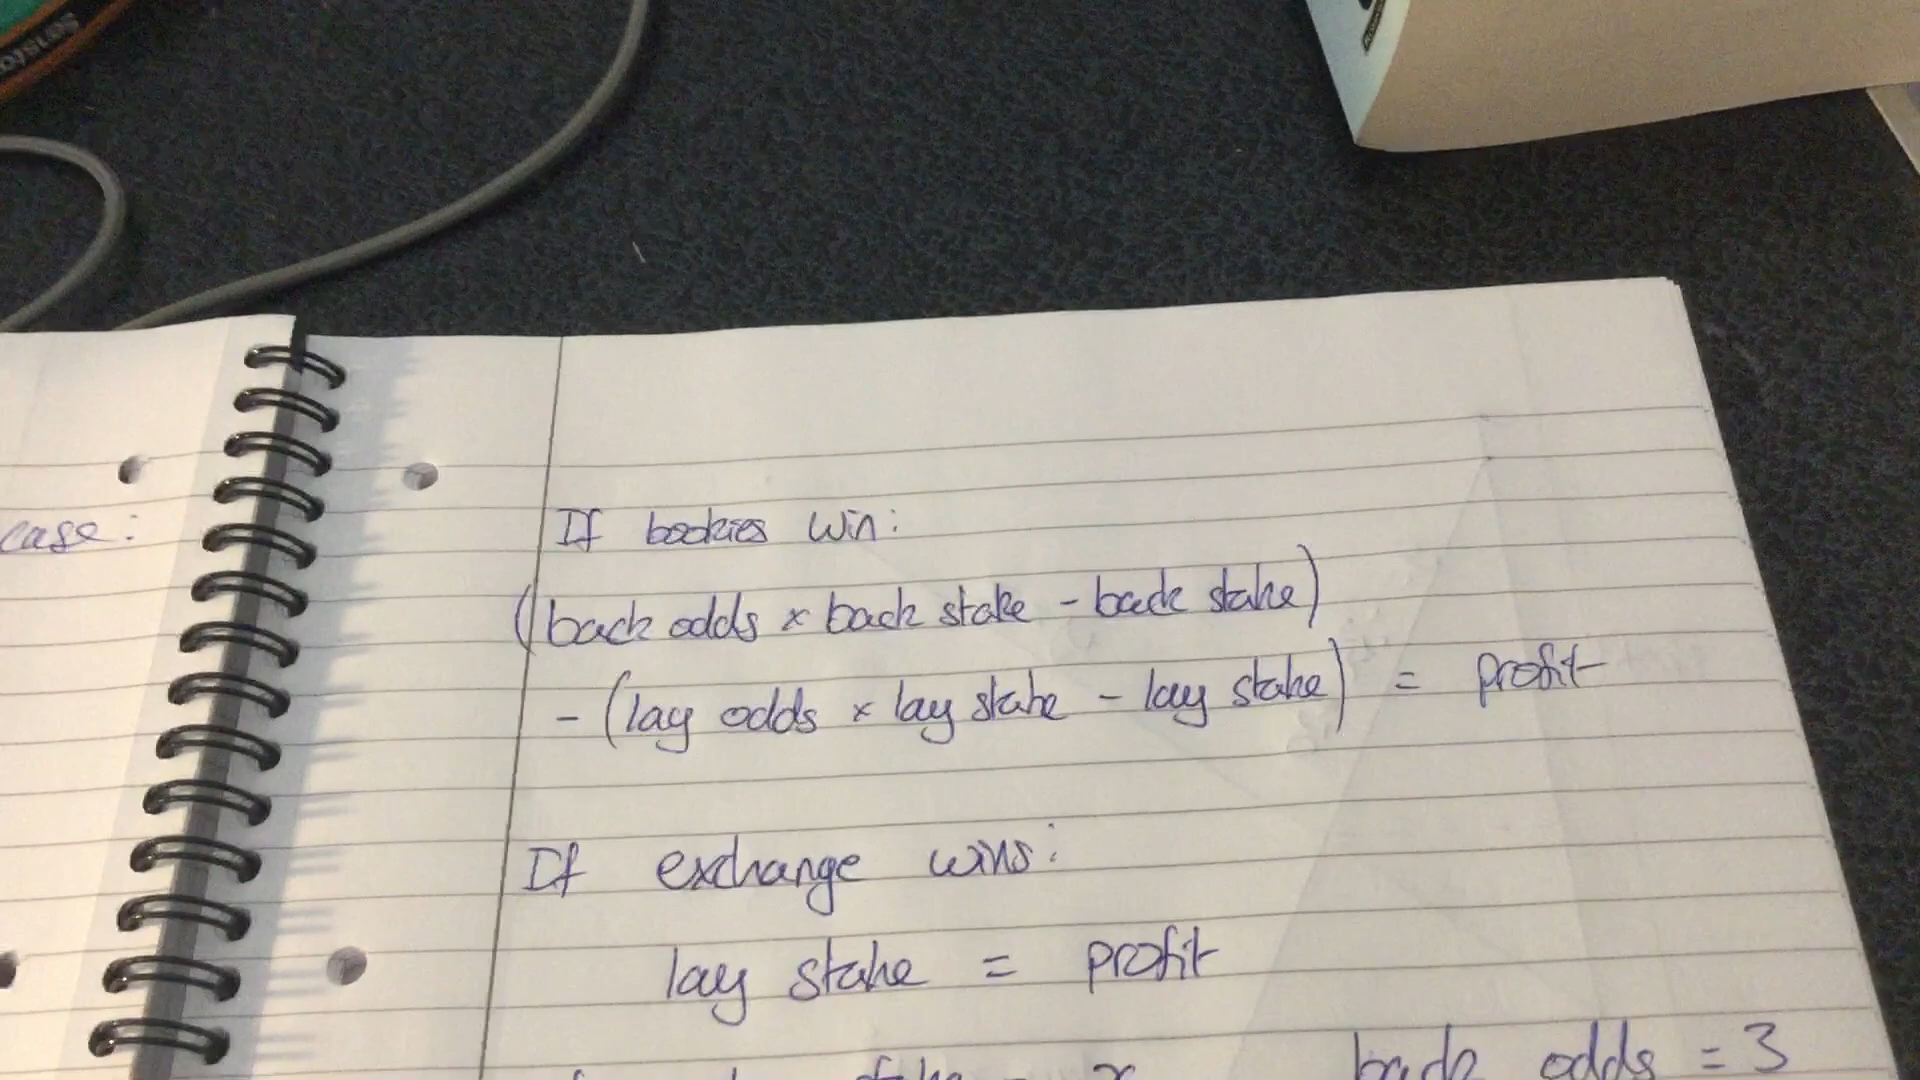 case:
If bookies win:
(back odds x back stake - back stake)
- (lay odds x lay stake - lay stake) = profit
If exchange wins:
lay stake = profit
back odds = 3